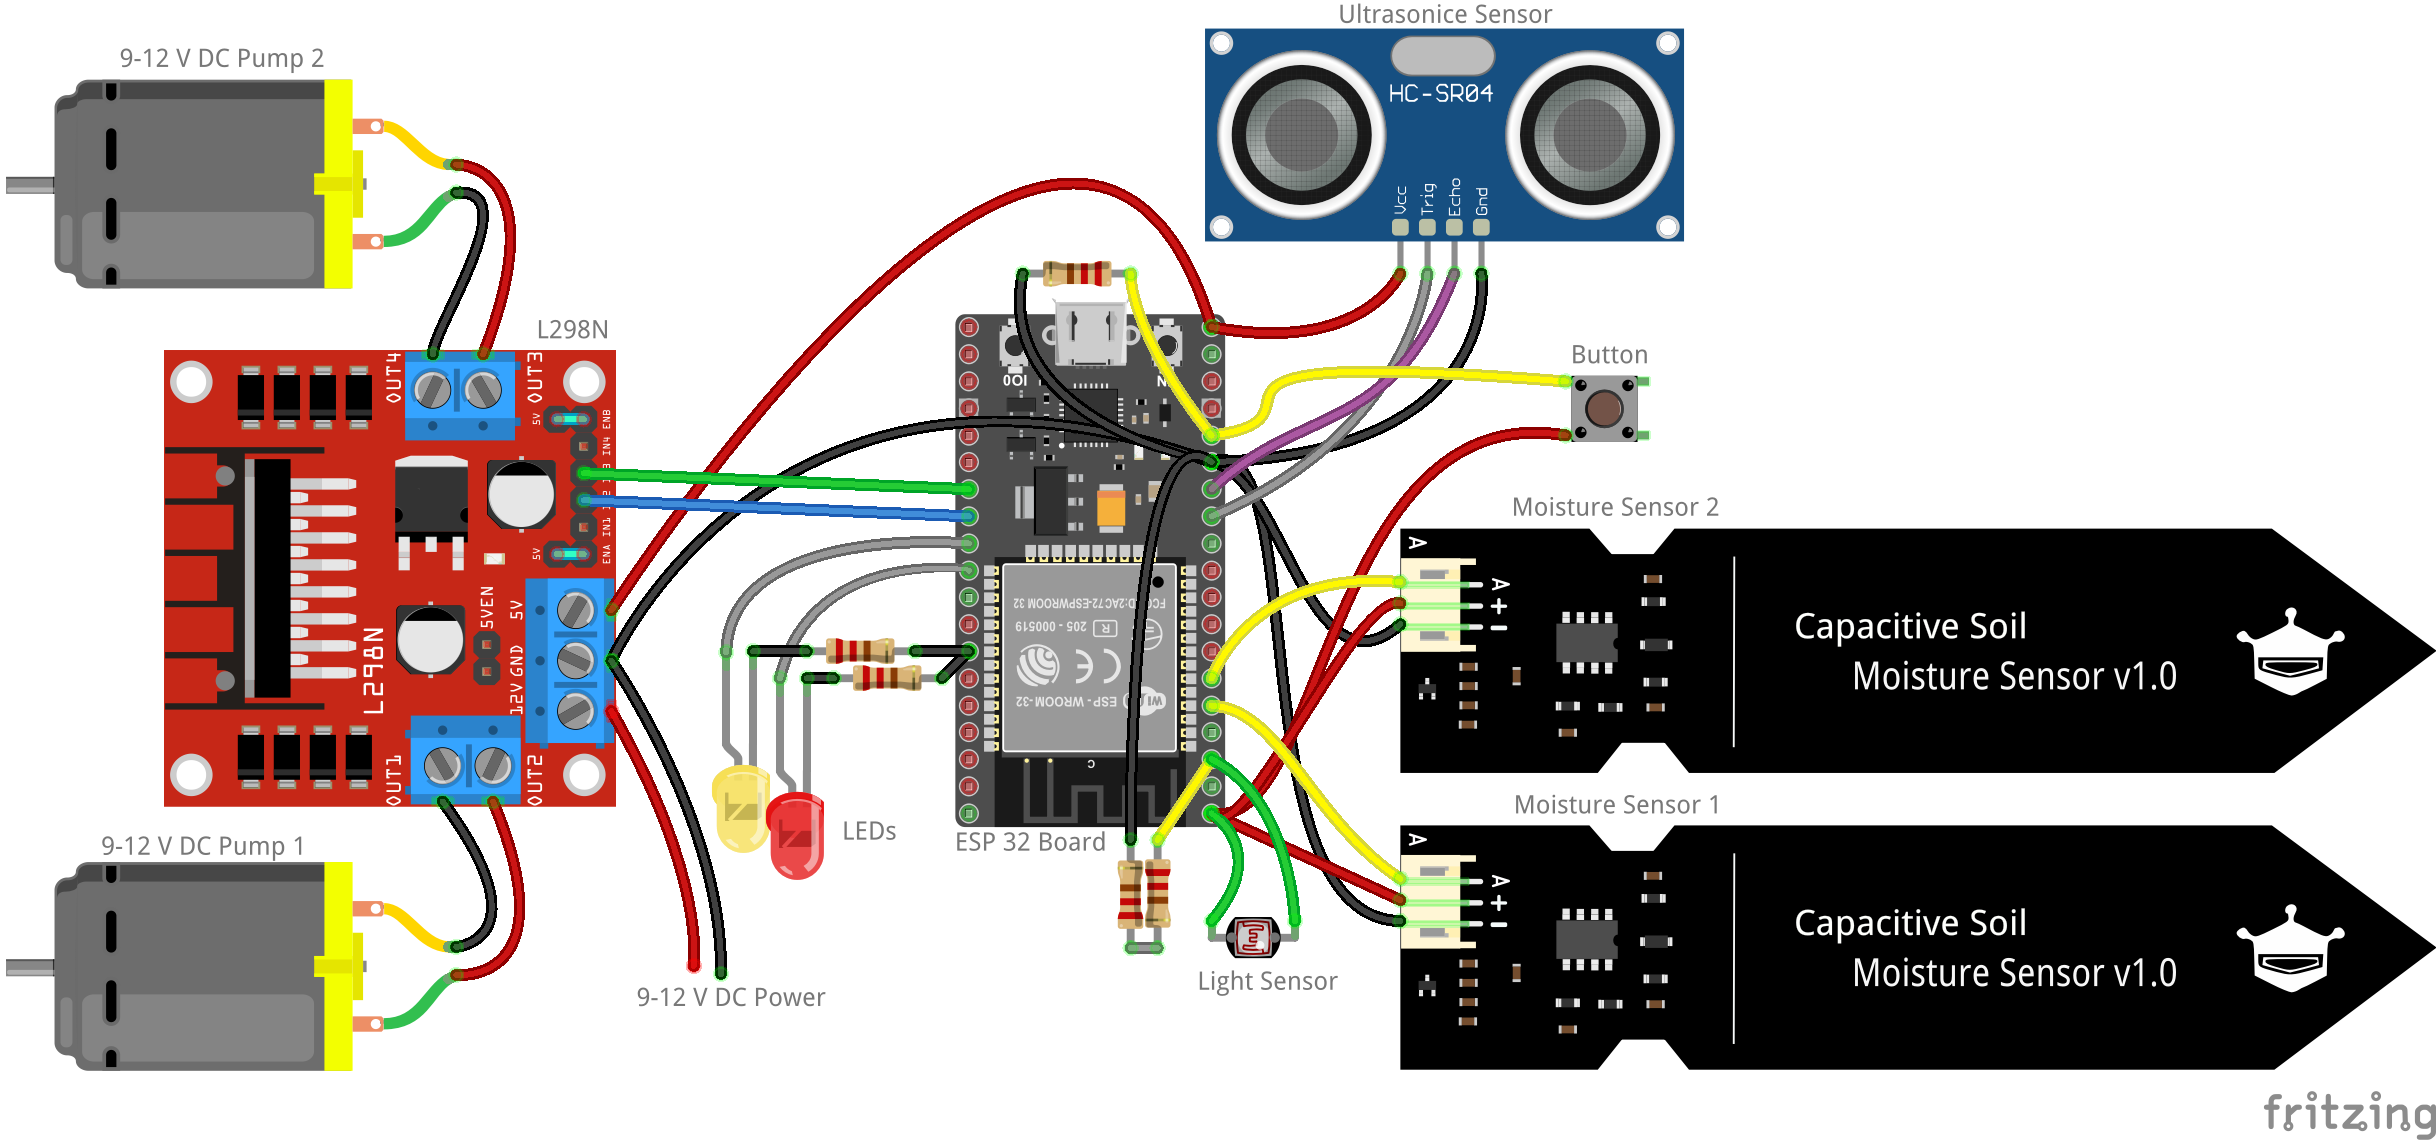 Ultrasonice Sensor
9-12 V DC Pump 2
HC-SR04
Vcc
Trig
Echo
Gnd
L298N
OUT4
OUT3
5V
ENB
IN4
IN1
ENA
5V
Button
IO0
Moisture Sensor 2
A
A
+
-
Capacitive Soil
Moisture Sensor v1.0
5VEN
5V
GND
12V
L298N
OUT1
OUT2
ESP-WROOM-32
205-000519
R
CE
9-12 V DC Pump 1
LEDs
ESP 32 Board
Moisture Sensor 1
A
A
+
-
Capacitive Soil
Moisture Sensor v1.0
Light Sensor
9-12 V DC Power
fritzing